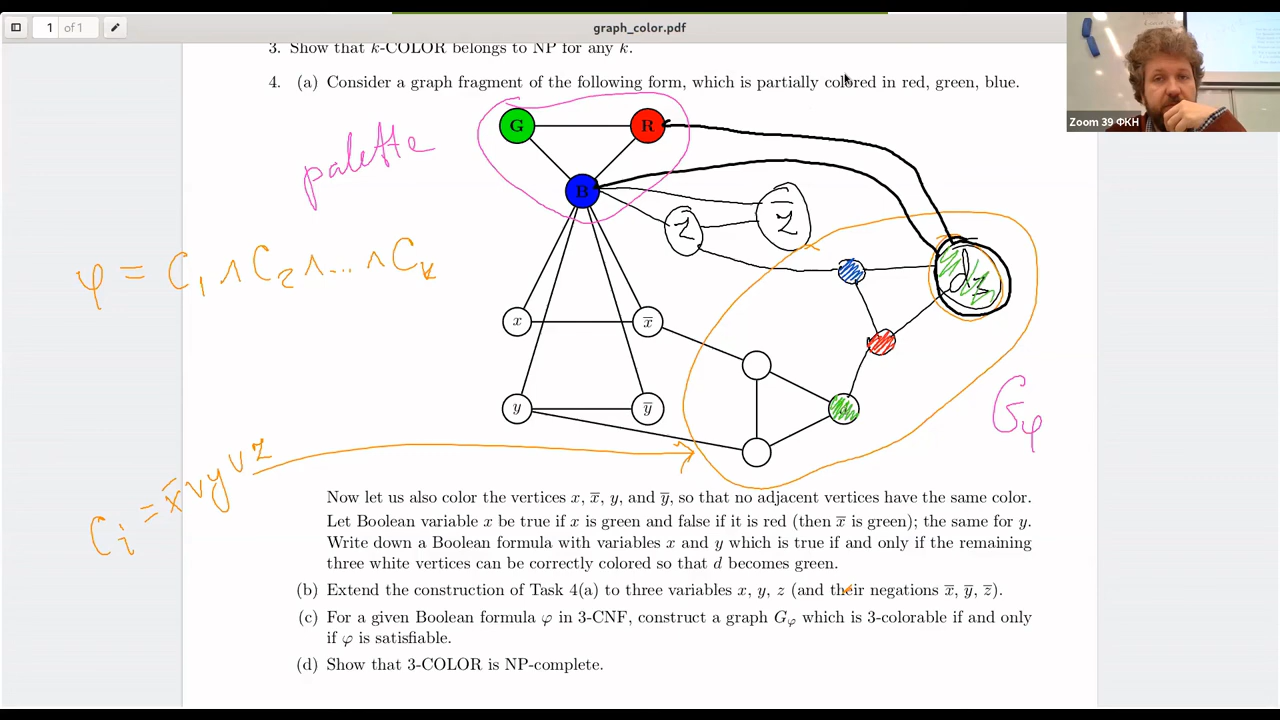 1 of 1
graph_color.pdf
Zoom 39 ФКН
3. Show that k-COLOR belongs to NP for any k.
4. (a) Consider a graph fragment of the following form, which is partially colored in red, green, blue.
G R
palette
B
z z̅
φ = C₁ ∧ C₂ ∧ ... ∧ Cₖ
d₃
x x̅
G_φ
y y̅
Cᵢ = x̅ ∨ y ∨ z
Now let us also color the vertices x, x̅, y, and y̅, so that no adjacent vertices have the same color.
Let Boolean variable x be true if x is green and false if it is red (then x̅ is green); the same for y.
Write down a Boolean formula with variables x and y which is true if and only if the remaining
three white vertices can be correctly colored so that d becomes green.
(b) Extend the construction of Task 4(a) to three variables x, y, z (and their negations x̅, y̅, z̅).
(c) For a given Boolean formula φ in 3-CNF, construct a graph G_φ which is 3-colorable if and only
if φ is satisfiable.
(d) Show that 3-COLOR is NP-complete.